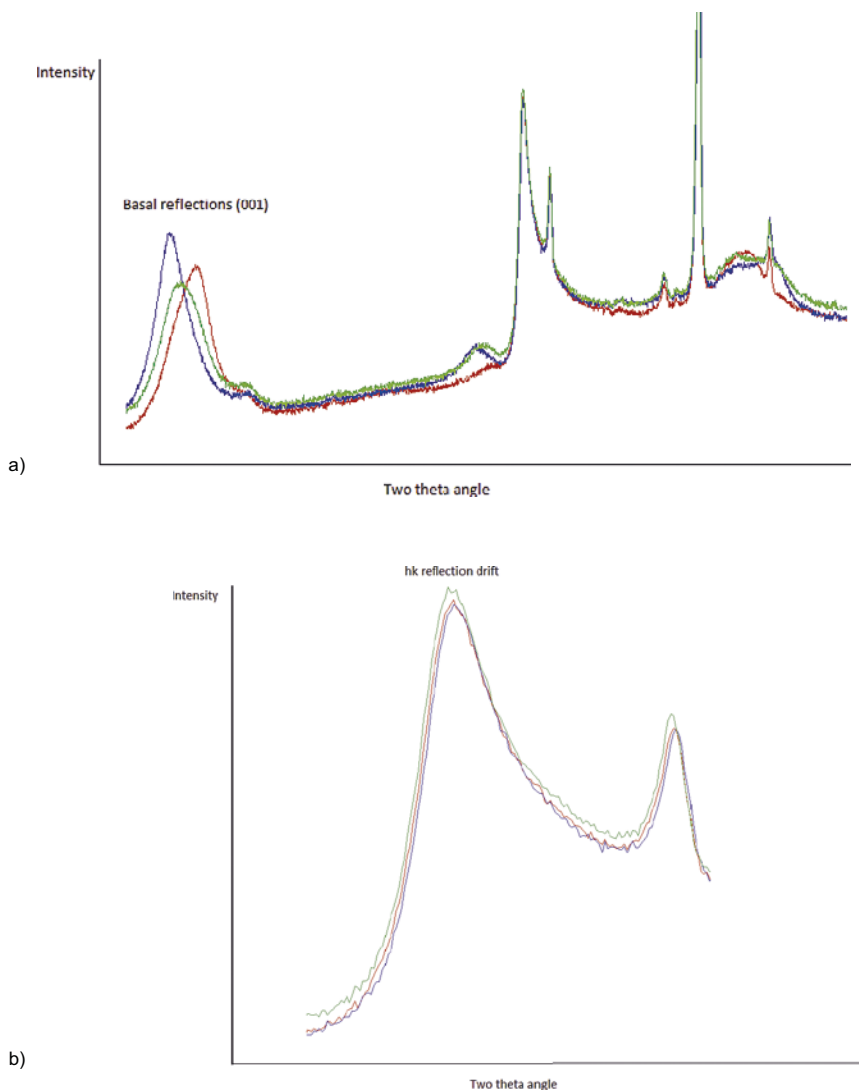 Intensity
Basal reflections (001)
a)
Two theta angle
hk reflection drift
Intensity
b)
Two theta angle